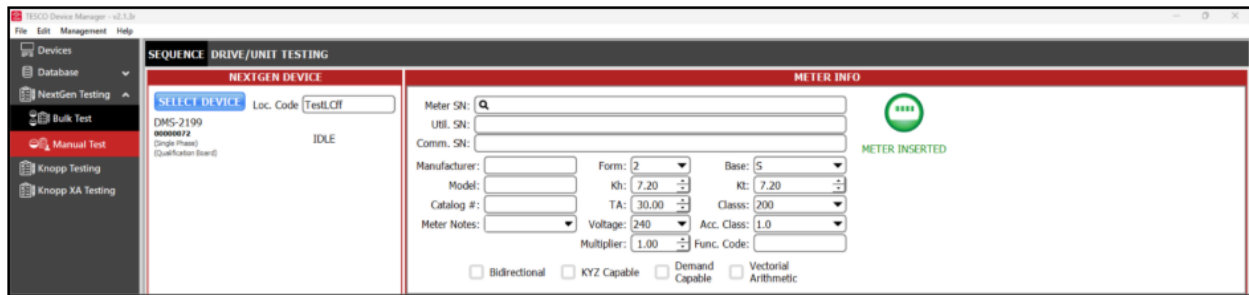 TESCO Device Manager - v2.1.3r
File Edit Management Help
Devices
Database
NextGen Testing
Bulk Test
Manual Test
Knopp Testing
Knopp XA Testing
SEQUENCE DRIVE/UNIT TESTING
NEXTGEN DEVICE
SELECT DEVICE Loc. Code TestLCff
DMS-2199
00000072
(Single Phase)
(Qualification Board)
IDLE
METER INFO
Meter SN:
Util. SN:
Comm. SN:
METER INSERTED
Manufacturer: Form: 2 Base: S
Model: Kh: 7.20 Kt: 7.20
Catalog #: TA: 30.00 Classs: 200
Meter Notes: Voltage: 240 Acc. Class: 1.0
Multiplier: 1.00 Func. Code:
Bidirectional KYZ Capable Demand Capable Vectorial Arithmetic